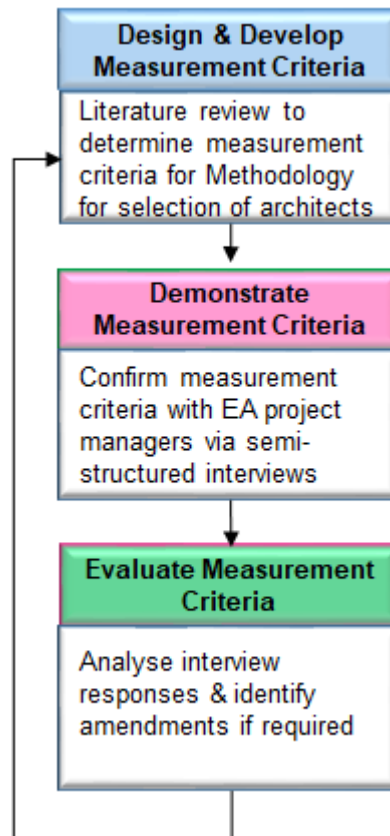 Design & Develop
Measurement Criteria
Literature review to
determine measurement
criteria for Methodology
for selection of architects
Demonstrate
Measurement Criteria
Confirm measurement
criteria with EA project
managers via semi-
structured interviews
Evaluate Measurement
Criteria
Analyse interview
responses & identify
amendments if required